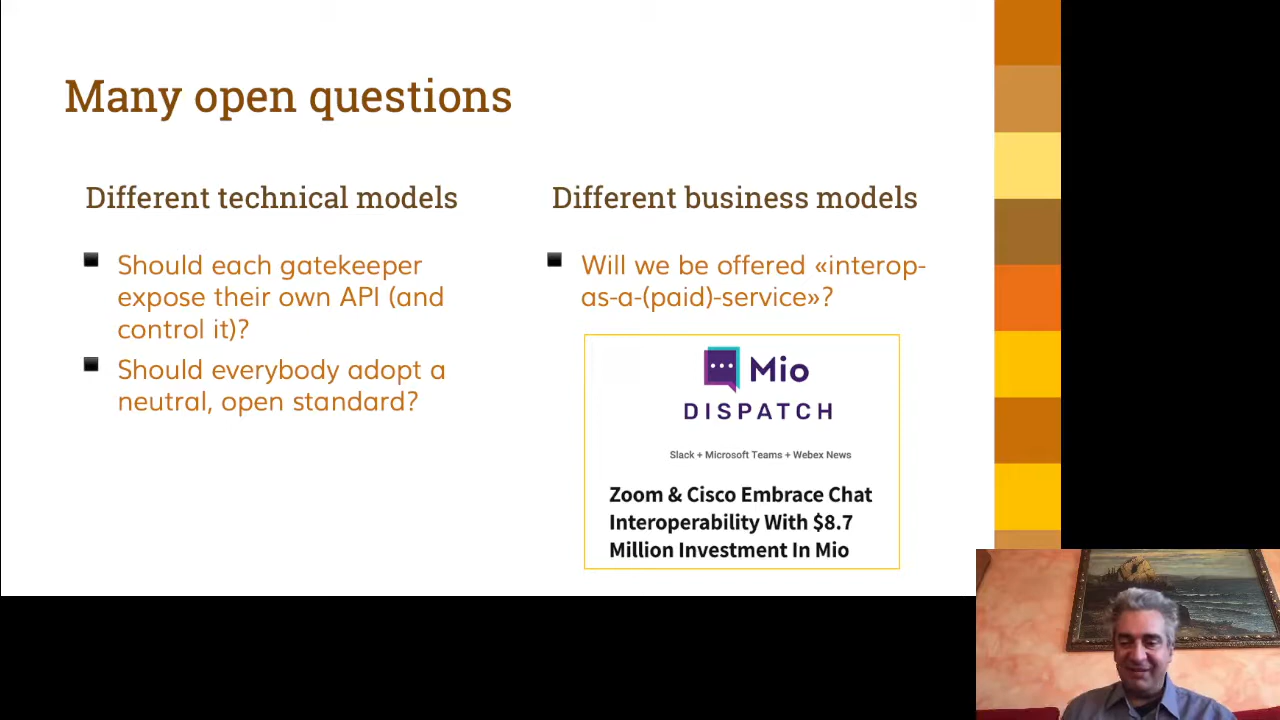 Many open questions
Different technical models
Should each gatekeeper
expose their own API (and
control it)?
Should everybody adopt a
neutral, open standard?
Different business models
Will we be offered «interop-
as-a-(paid)-service»?
Mio
DISPATCH
Slack + Microsoft Teams + Webex News
Zoom & Cisco Embrace Chat
Interoperability With $8.7
Million Investment In Mio